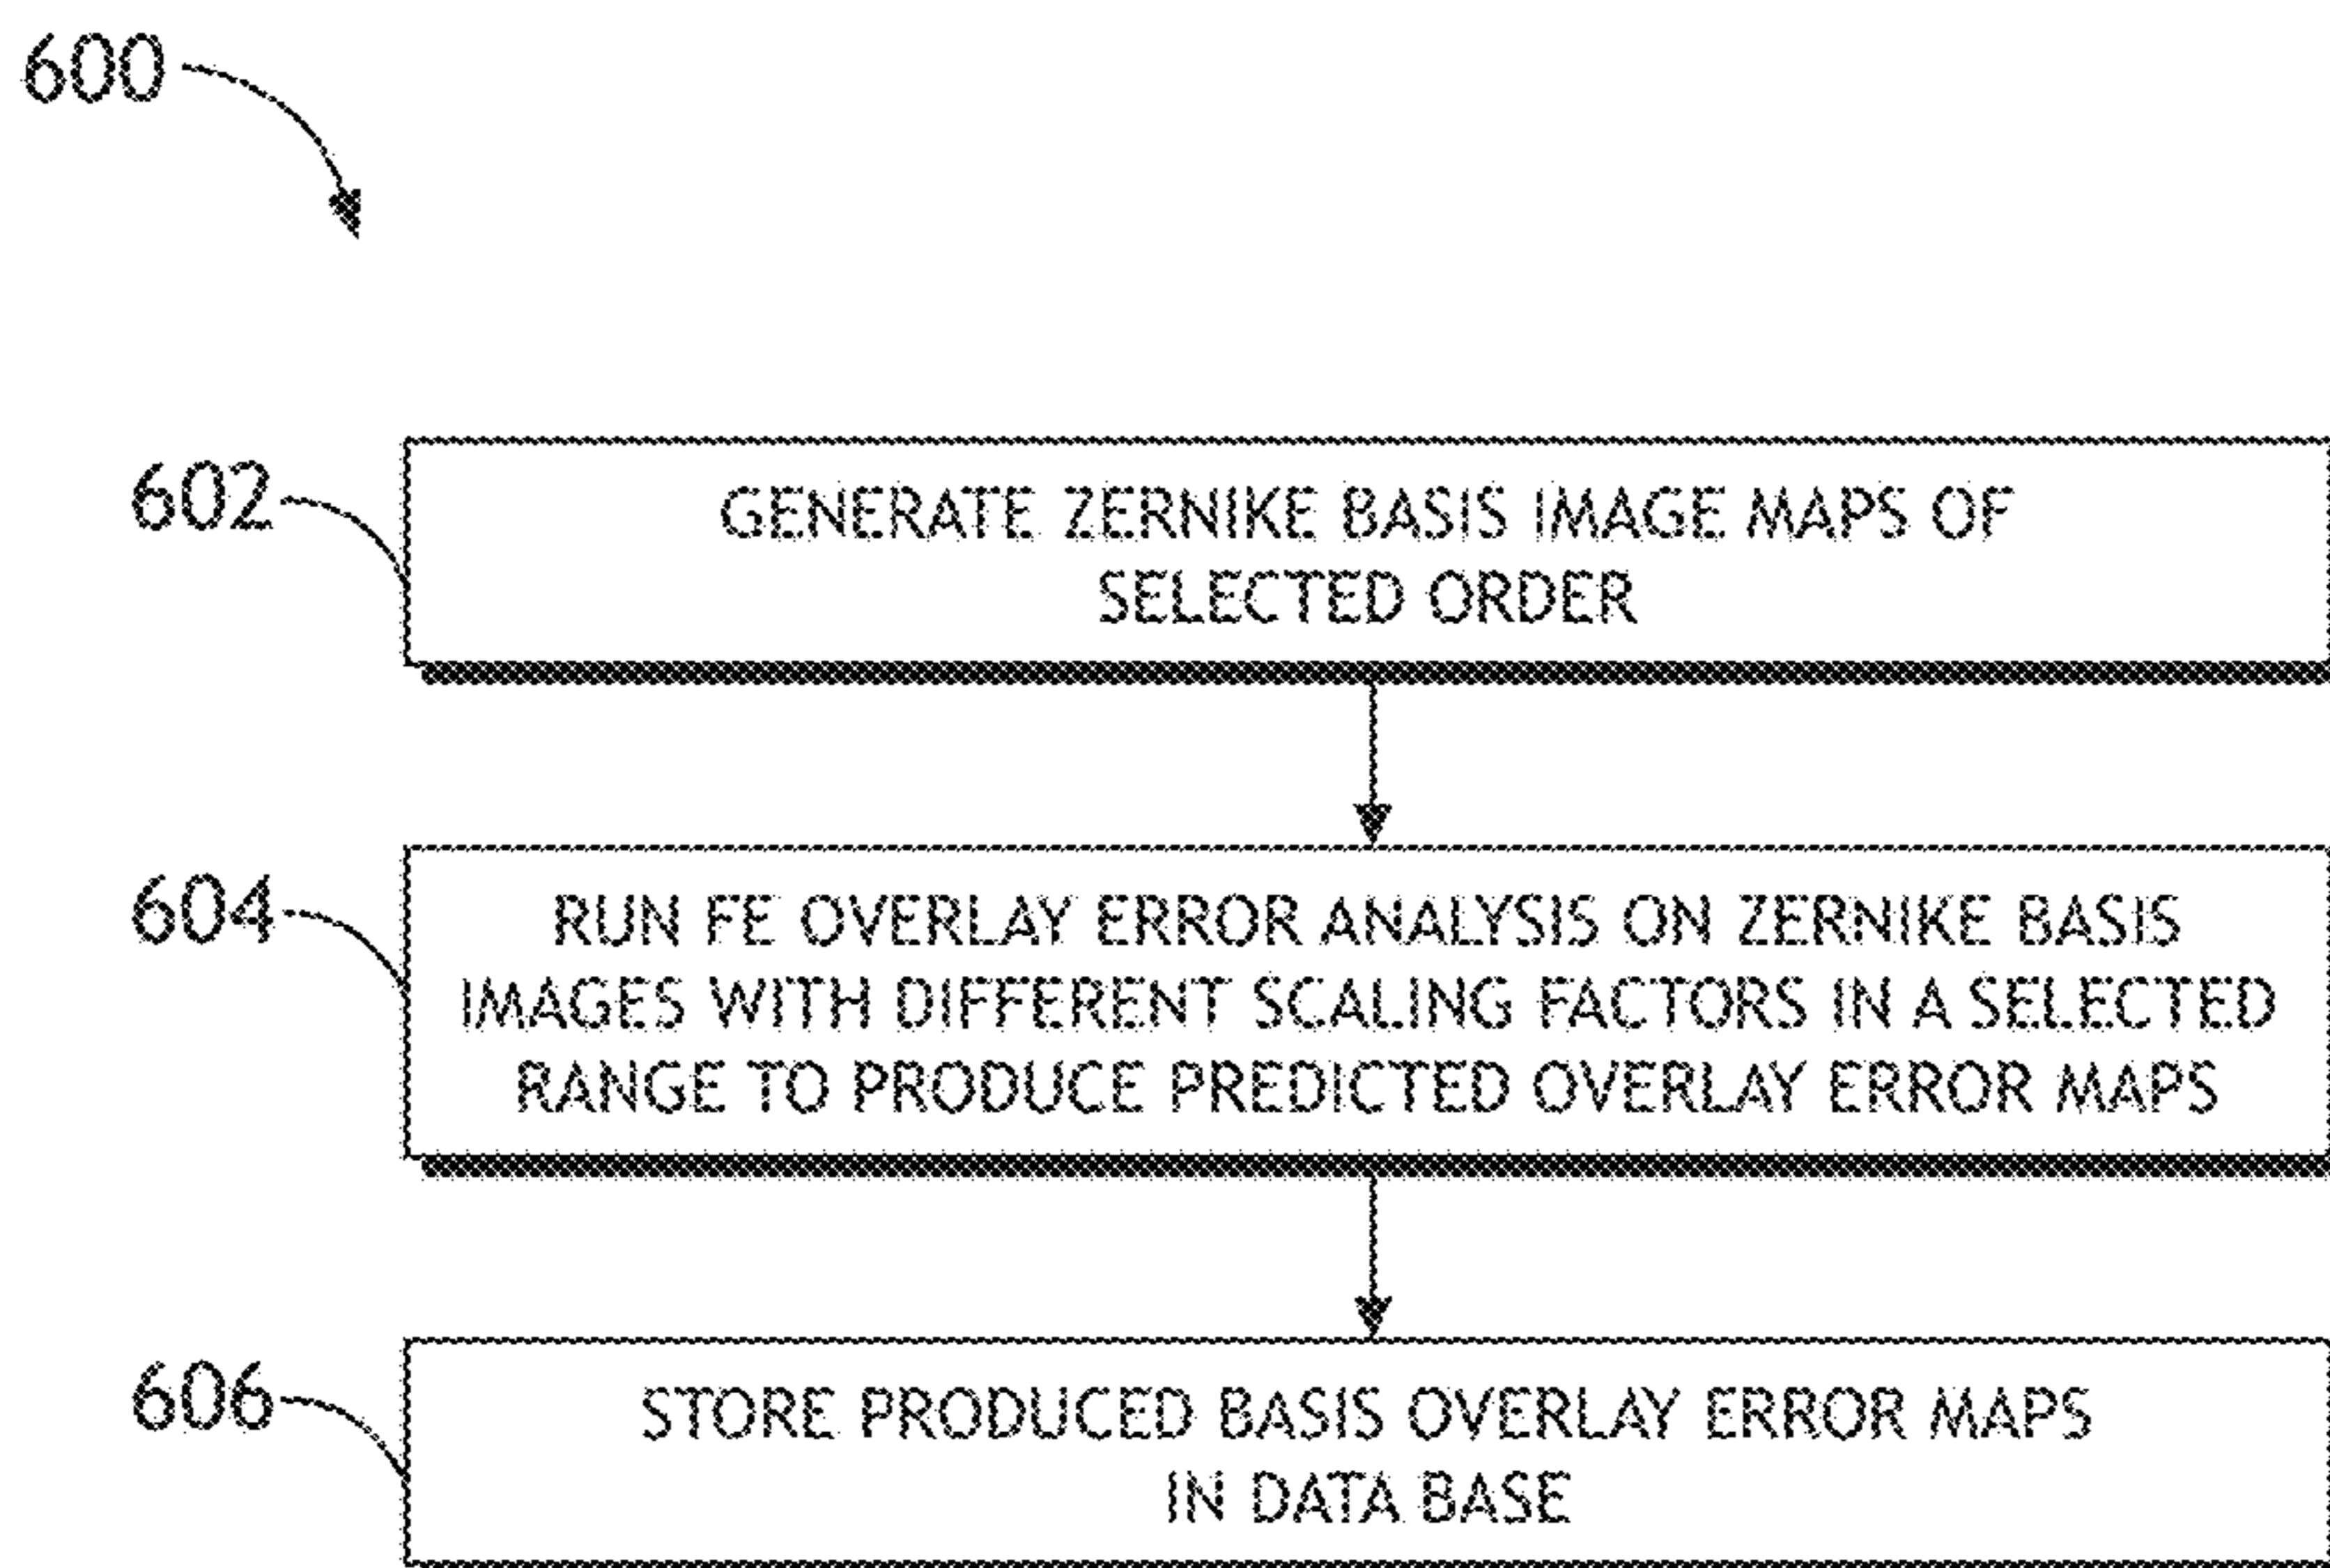 600
602
GENERATE ZERNIKE BASIS IMAGE MAPS OF
SELECTED ORDER
604
RUN FE OVERLAY ERROR ANALYSIS ON ZERNIKE BASIS
IMAGES WITH DIFFERENT SCALING FACTORS IN A SELECTED
RANGE TO PRODUCE PREDICTED OVERLAY ERROR MAPS
606
STORE PRODUCED BASIS OVERLAY ERROR MAPS
IN DATA BASE